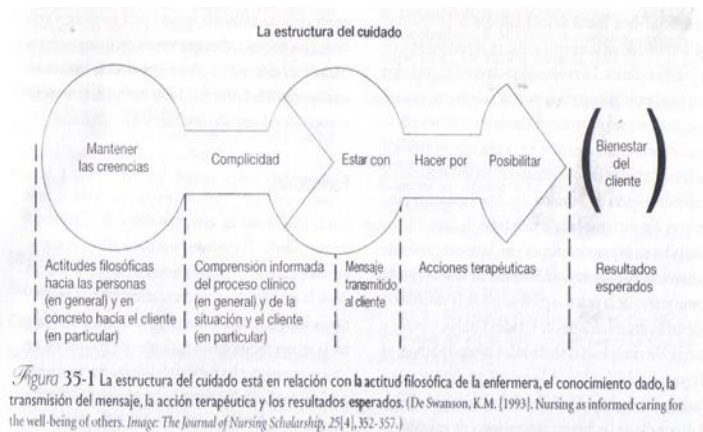 La estructura del cuidado
Mantener
las creencias
Complicidad
Estar con
Hacer por
Posibilitar
Bienestar
del
cliente
Actitudes filosóficas
hacia las personas
(en general) y en
concreto hacia el cliente
(en particular)
Comprensión informada
del proceso clínico
(en general) y de la
situación y el cliente
(en particular)
Mensaje
transmitido
al cliente
Acciones terapéuticas
Resultados
esperados
Figura 35-1 La estructura del cuidado está en relación con la actitud filosófica de la enfermera, el conocimiento dado, la
transmisión del mensaje, la acción terapéutica y los resultados esperados. (De Swanson, K.M. [1993]. Nursing as informed caring for
the well-being of others. Image: The Journal of Nursing Scholarship, 25[4], 352-357.)